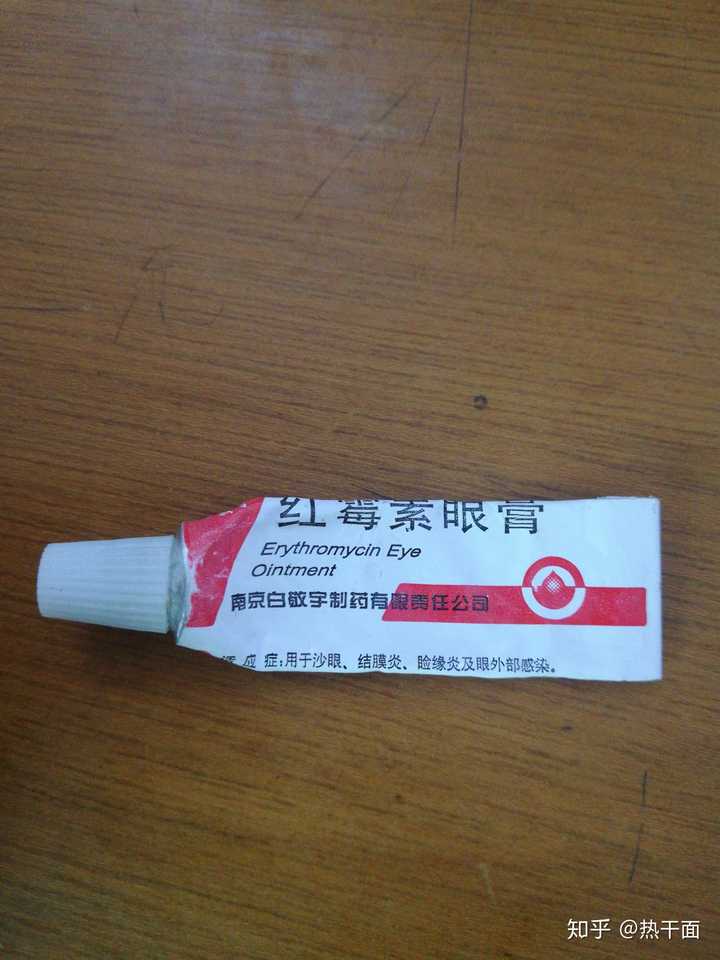 红霉素眼膏
Erythromycin Eye
Ointment
南京白敬宇制药有限责任公司
适应症:用于沙眼、结膜炎、睑缘炎及眼外部感染。
知乎 @热干面